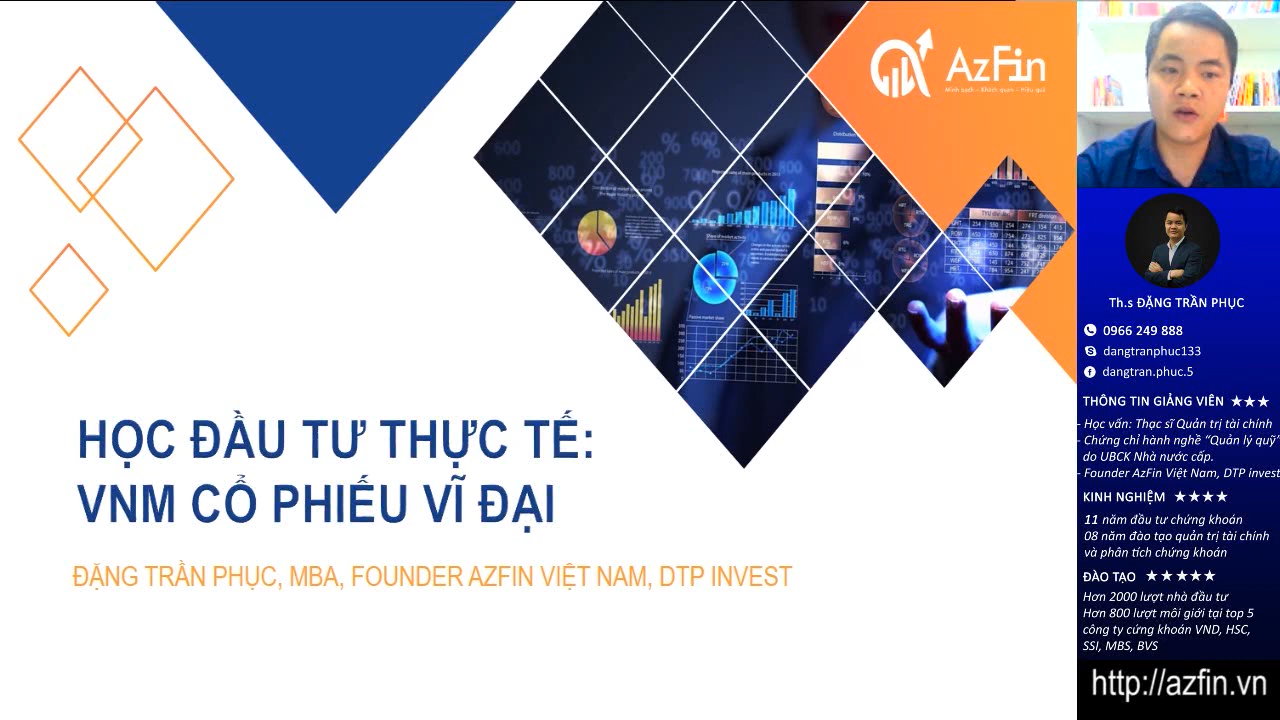 AzFin
Minh bạch - Khách quan - Hiệu quả
HỌC ĐẦU TƯ THỰC TẾ:
VNM CỔ PHIẾU VĨ ĐẠI
ĐẶNG TRẦN PHỤC, MBA, FOUNDER AZFIN VIỆT NAM, DTP INVEST
Th.s ĐẶNG TRẦN PHỤC
0966 249 888
dangtranphuc133
dangtran.phuc.5
THÔNG TIN GIẢNG VIÊN ★★★
- Học vấn: Thạc sĩ Quản trị tài chính
- Chứng chỉ hành nghề “Quản lý quỹ”
do UBCK Nhà nước cấp.
- Founder AzFin Việt Nam, DTP invest
KINH NGHIỆM ★★★★
11 năm đầu tư chứng khoán
08 năm đào tạo quản trị tài chính
và phân tích chứng khoán
ĐÀO TẠO ★★★★★
Hơn 2000 lượt nhà đầu tư
Hơn 800 lượt môi giới tại top 5
công ty cứng khoán VND, HSC,
SSI, MBS, BVS
http://azfin.vn